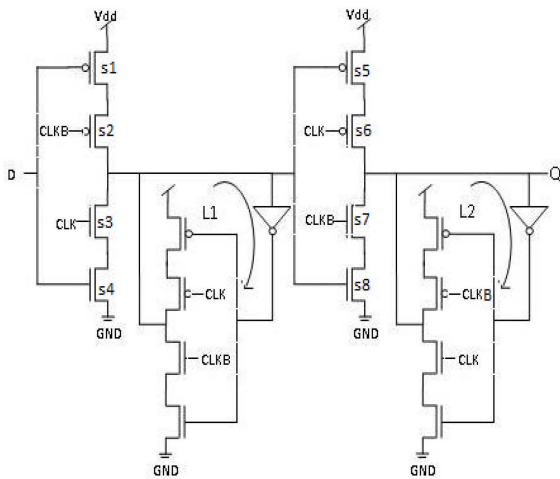 Vdd
Vdd
s1
s5
CLKB
s2
CLK
s6
D
Q
L1
L2
CLK
s3
CLKB
s7
s4
CLK
s8
CLKB
GND
GND
CLKB
CLK
GND
GND